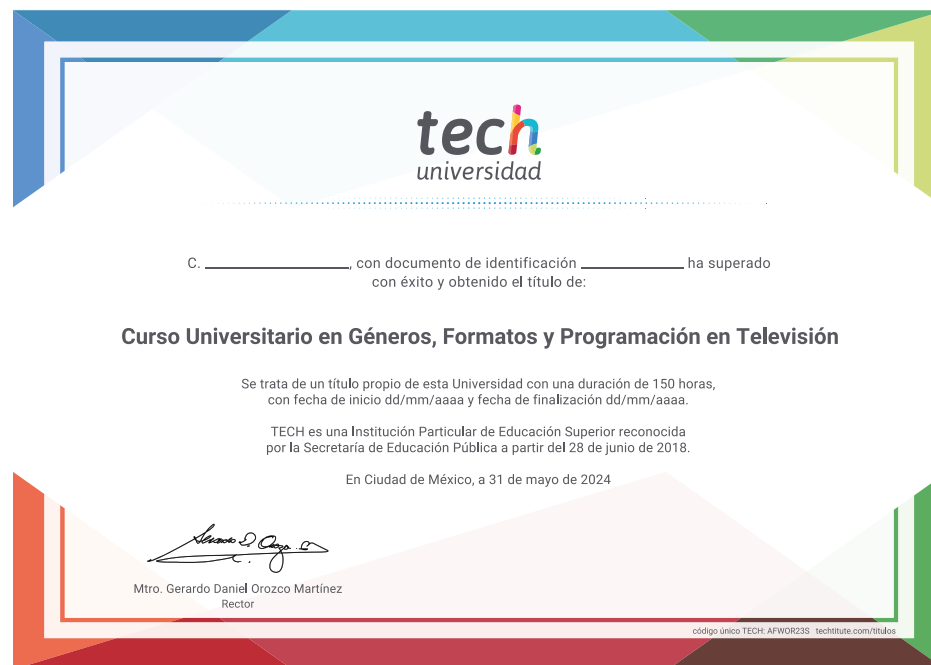 tech
universidad
C. ____________, con documento de identificación ____________ ha superado
con éxito y obtenido el título de:
Curso Universitario en Géneros, Formatos y Programación en Televisión
Se trata de un título propio de esta Universidad con una duración de 150 horas,
con fecha de inicio dd/mm/aaaa y fecha de finalización dd/mm/aaaa.
TECH es una Institución Particular de Educación Superior reconocida
por la Secretaría de Educación Pública a partir del 28 de junio de 2018.
En Ciudad de México, a 31 de mayo de 2024
Mtro. Gerardo Daniel Orozco Martínez
Rector
código único TECH: AFWOR23S techtitute.com/titulos